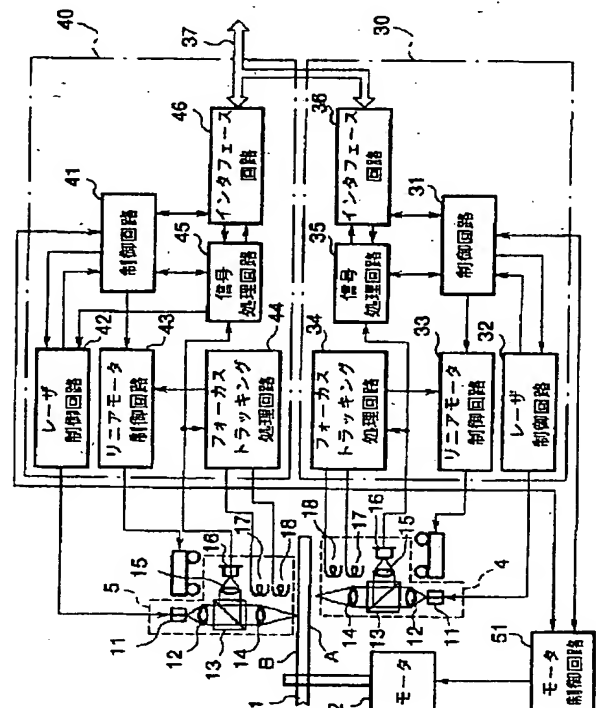 40
37
30
41
制御回路
46
インタフェース
回路
36
インタフェース
回路
31
制御回路
42
レーザ
制御回路
43
リニアモータ
制御回路
45
信号
処理回路
44
フォーカス
トラッキング
処理回路
35
信号
処理回路
34
フォーカス
トラッキング
処理回路
33
リニアモータ
制御回路
32
レーザ
制御回路
5
11
12
13
14
15
16
17
18
B
A
1
18
17
16
15
14
13
12
11
4
2
モータ
51
モータ
制御回路